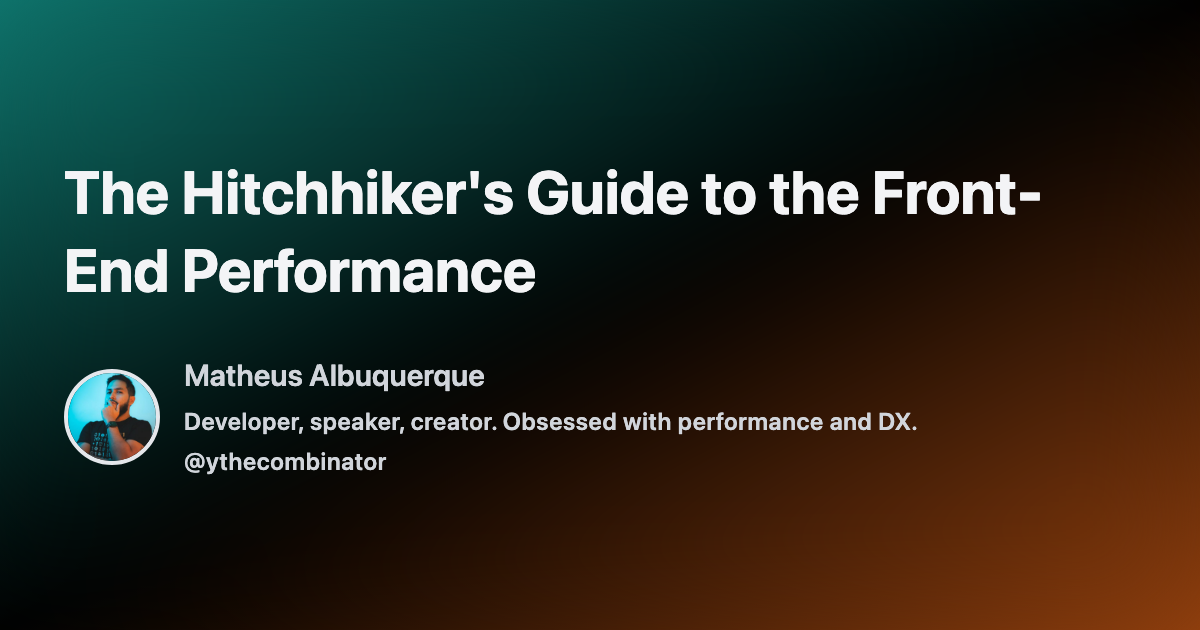 The Hitchhiker's Guide to the Front-
End Performance
Matheus Albuquerque
Developer, speaker, creator. Obsessed with performance and DX.
@ythecombinator